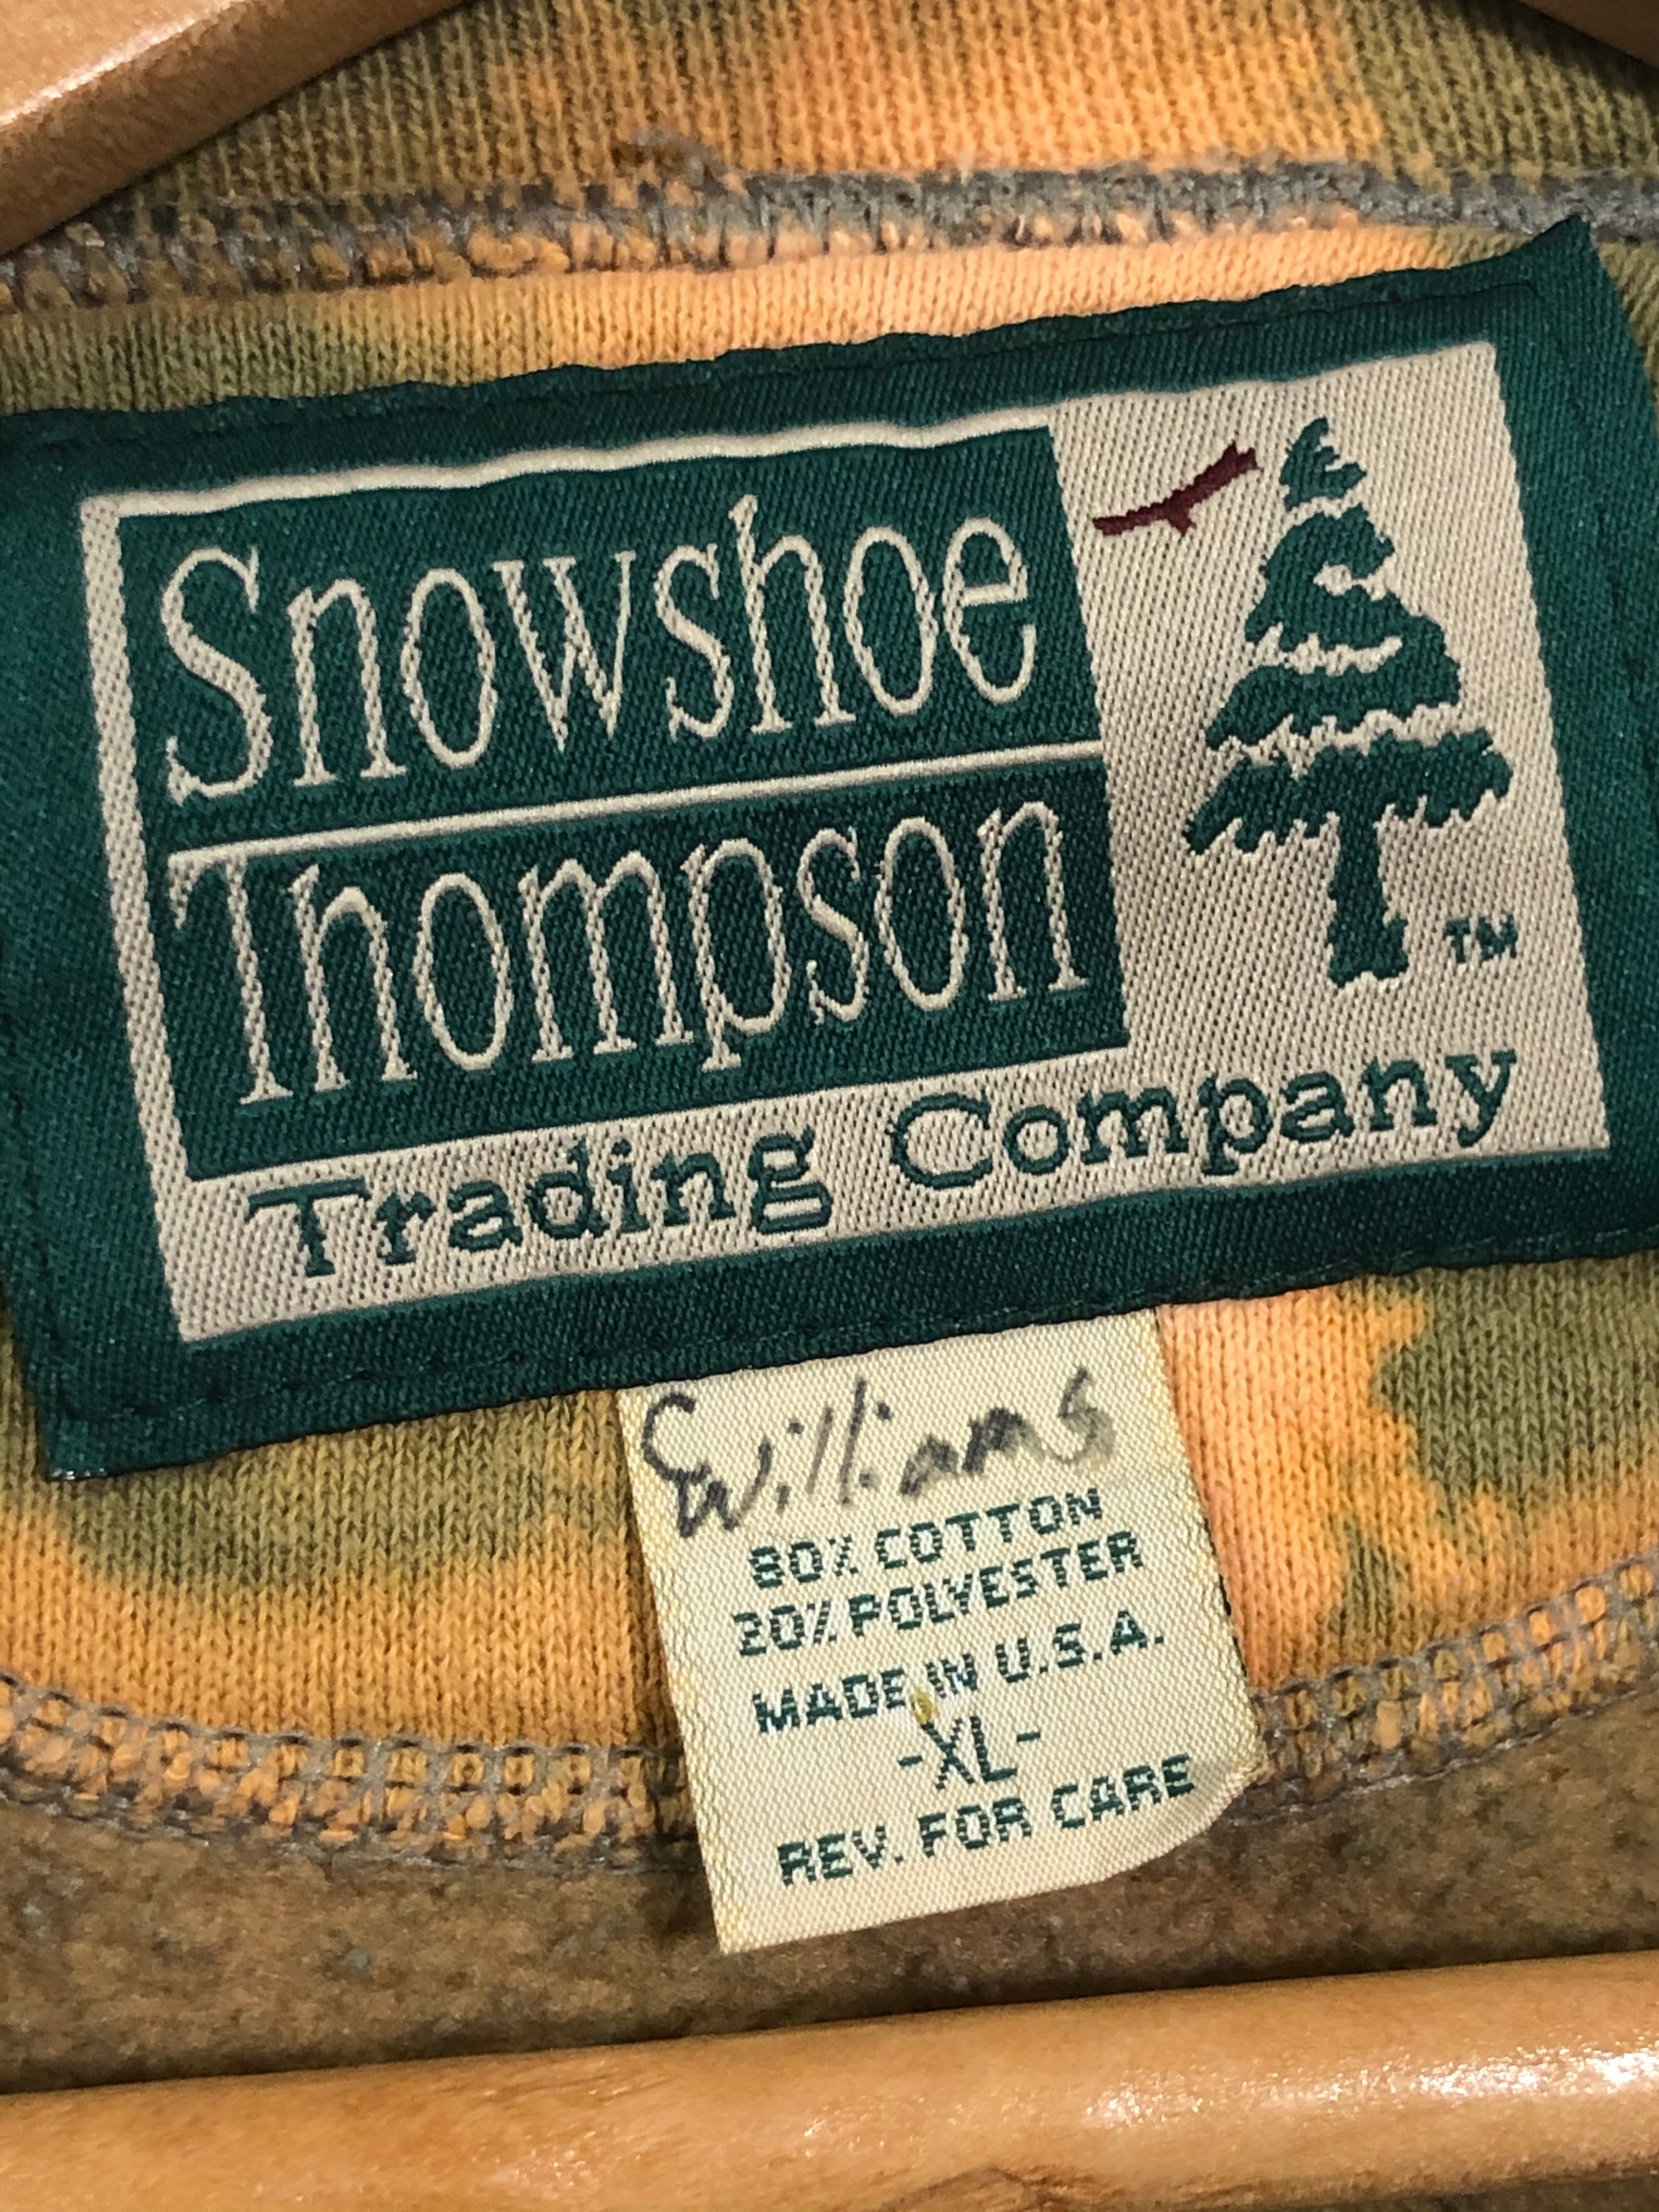 Snowshoe
Thompson
TM
Trading Company
Williams
80% COTTON
20% POLYESTER
MADE IN U.S.A.
-XL-
REV. FOR CARE